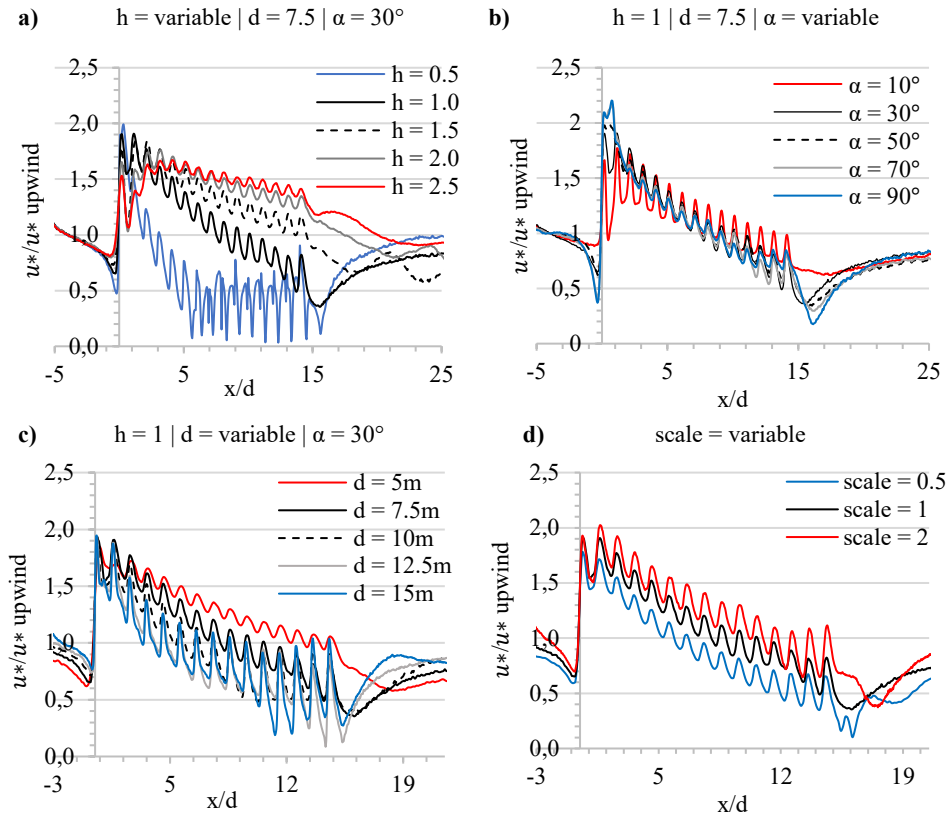 a) h = variable | d = 7.5 | α = 30°
u*/u* upwind
2,5
2,0
1,5
1,0
0,5
0,0
h = 0.5
h = 1.0
h = 1.5
h = 2.0
h = 2.5
-5 5 15 25
x/d
b) h = 1 | d = 7.5 | α = variable
u*/u* upwind
2,5
2
1,5
1
0,5
0
α = 10°
α = 30°
α = 50°
α = 70°
α = 90°
-5 5 15 25
x/d
c) h = 1 | d = variable | α = 30°
u*/u* upwind
2,5
2,0
1,5
1,0
0,5
0,0
d = 5m
d = 7.5m
d = 10m
d = 12.5m
d = 15m
-3 5 12 19
x/d
d) scale = variable
u*/u* upwind
2,5
2,0
1,5
1,0
0,5
0,0
scale = 0.5
scale = 1
scale = 2
-3 5 12 20
x/d